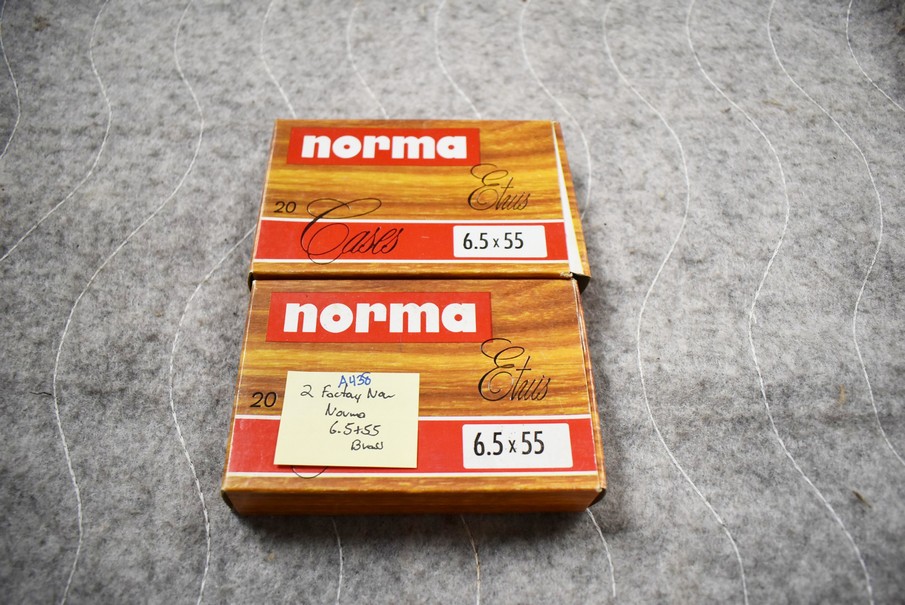 norma
Etuis
20
Cases
6.5 x 55
norma
Etuis
20
A438
2 Factory New
Norma
6.5x55
Brass
6.5 x 55